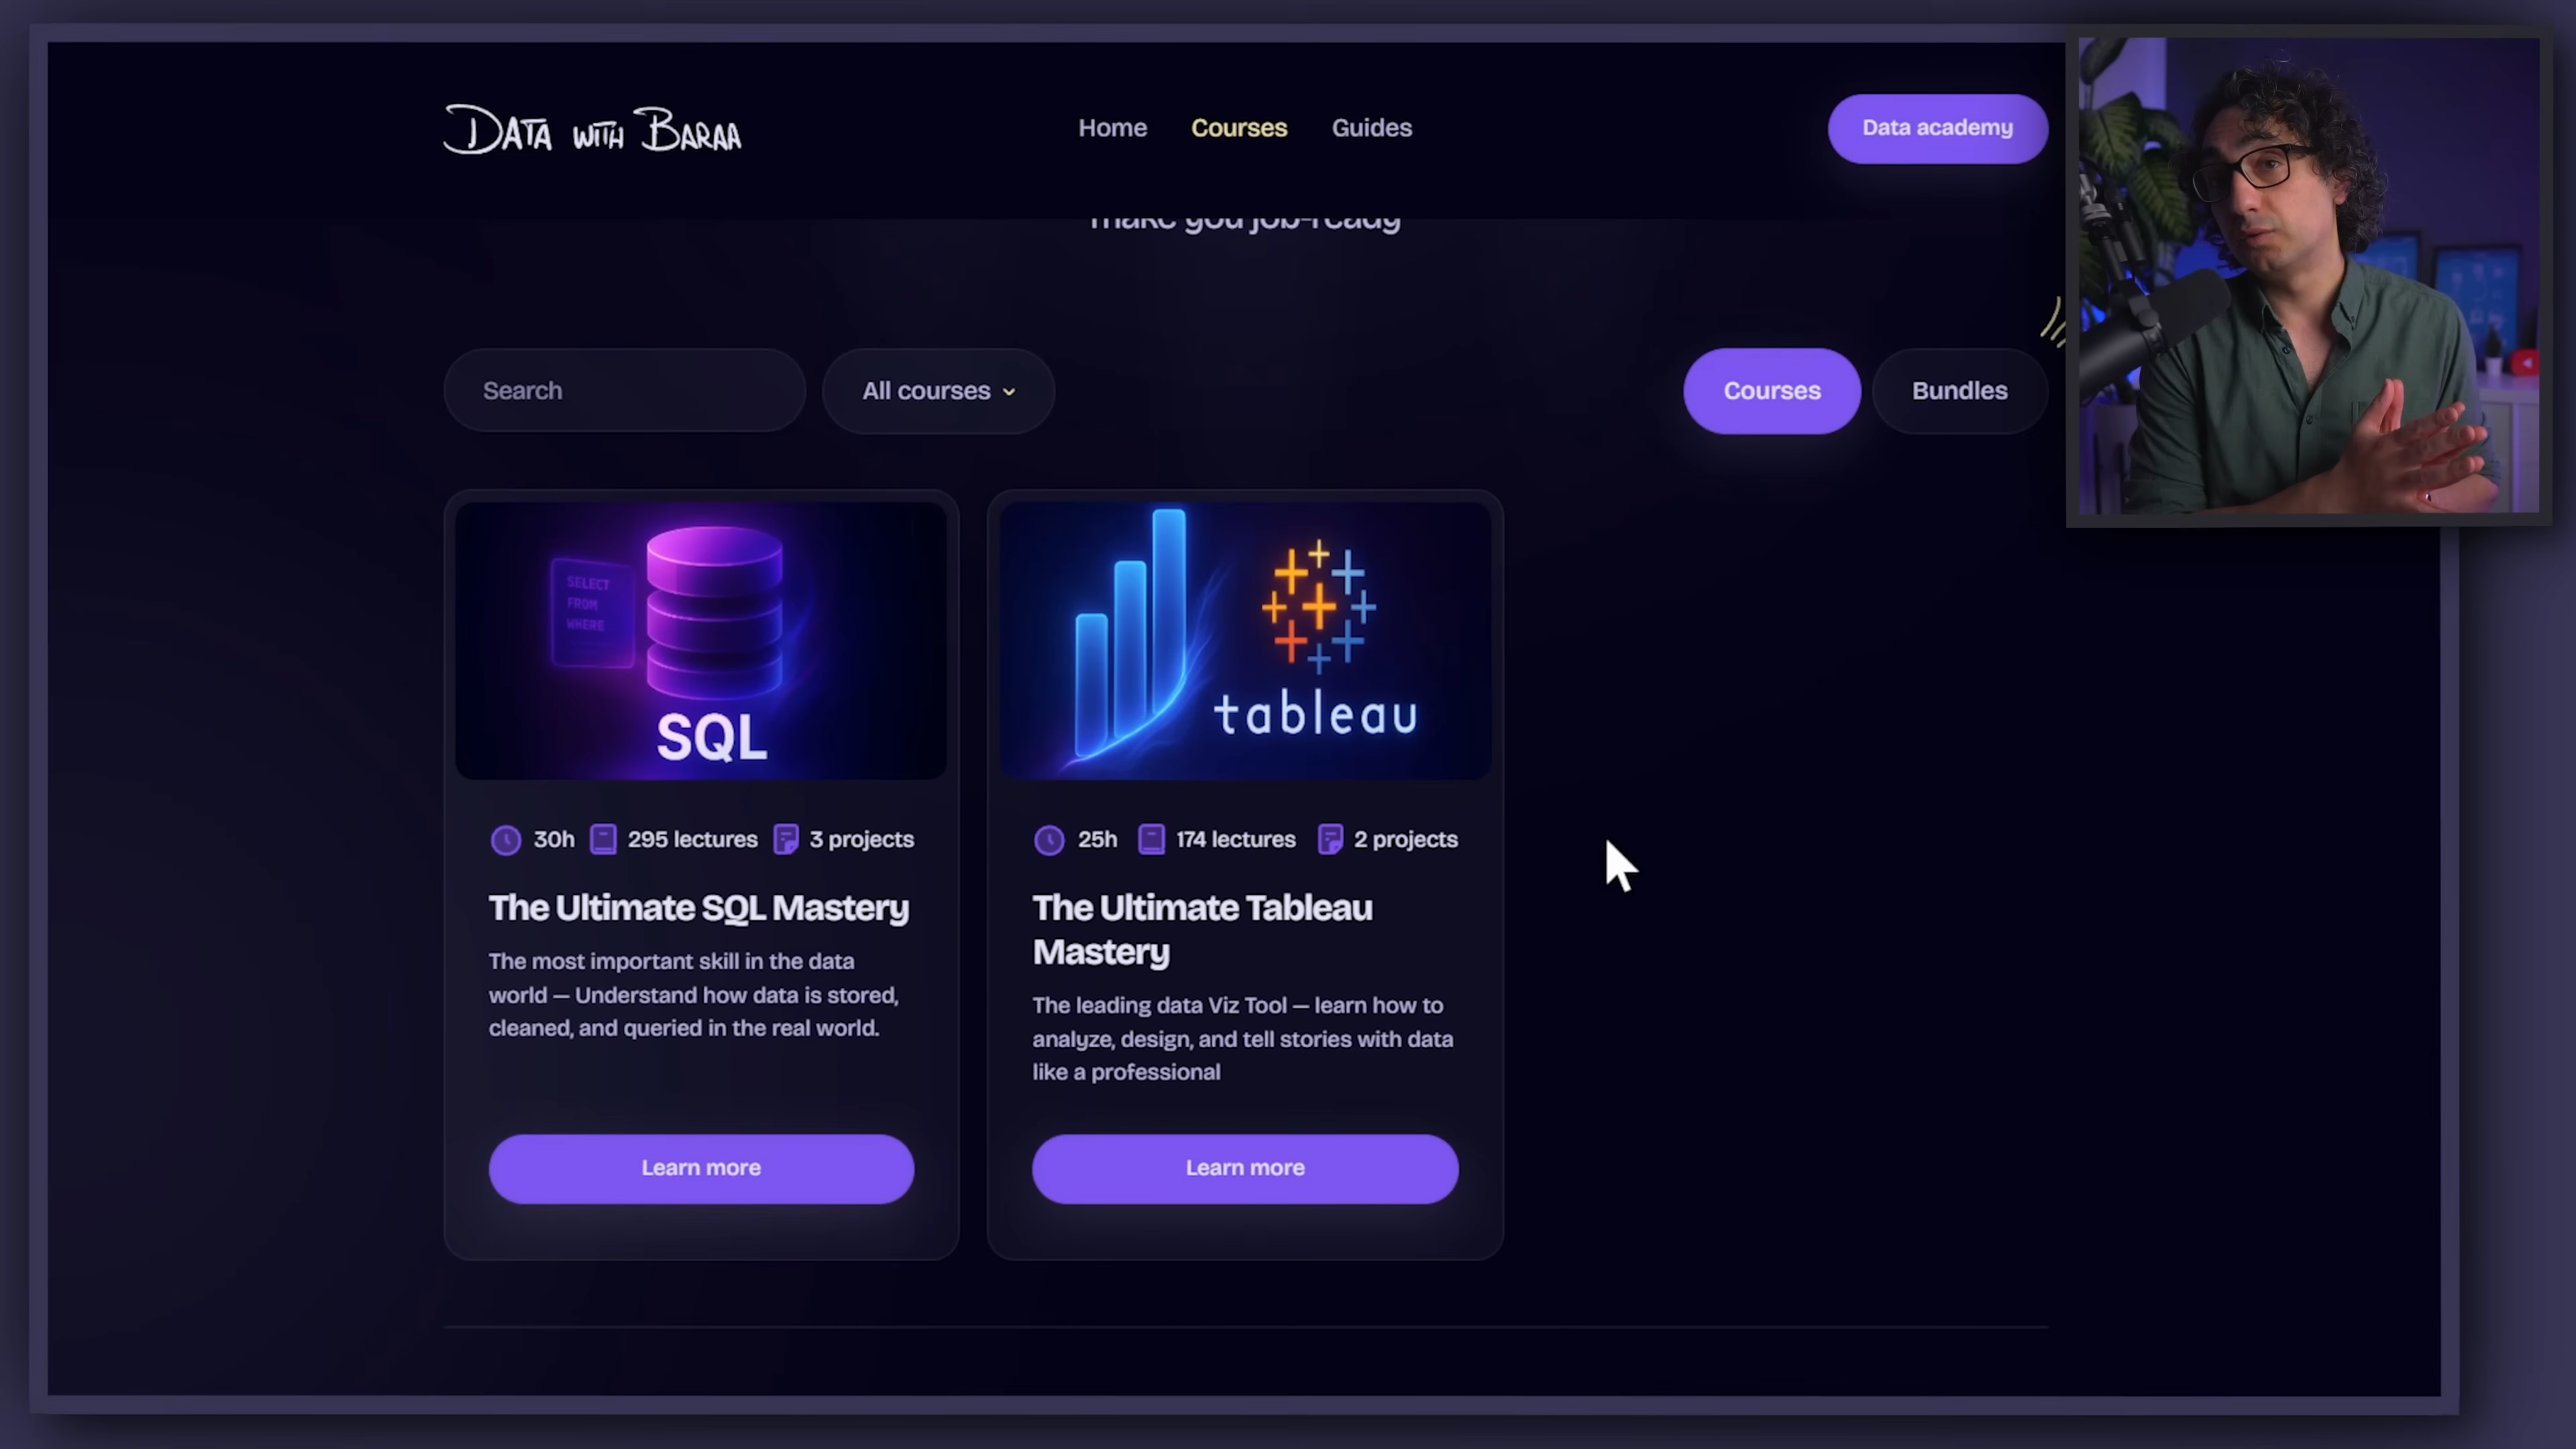 DATA WITH BARAA
Home
Courses
Guides
Data academy
make you job-ready
Search
All courses
Courses
Bundles
SELECT
FROM
WHERE
SQL
tableau
30h
295 lectures
3 projects
25h
174 lectures
2 projects
The Ultimate SQL Mastery
The most important skill in the data
world — Understand how data is stored,
cleaned, and queried in the real world.
Learn more
The Ultimate Tableau
Mastery
The leading data Viz Tool — learn how to
analyze, design, and tell stories with data
like a professional
Learn more